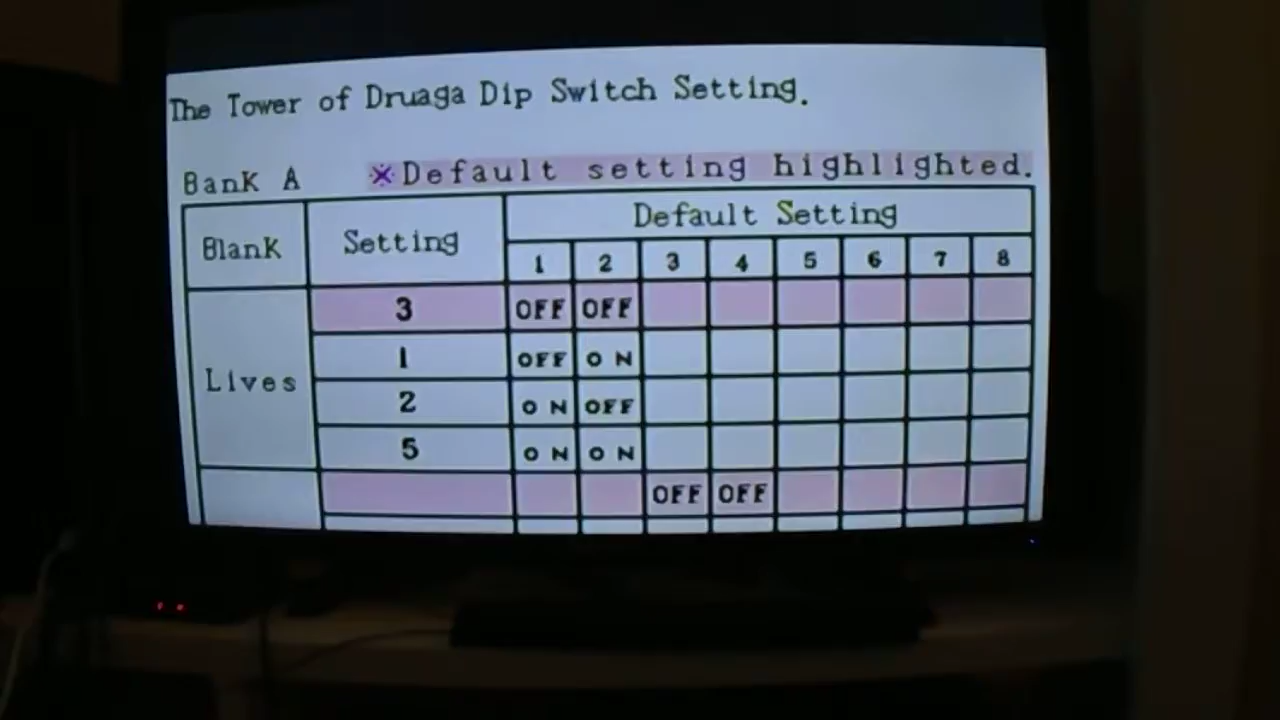 The Tower of Druaga Dip Switch Setting.
Bank A ※Default setting highlighted.
Blank Setting Default Setting
1 2 3 4 5 6 7 8
Lives
3 OFF OFF
1 OFF ON
2 ON OFF
5 ON ON
OFF OFF